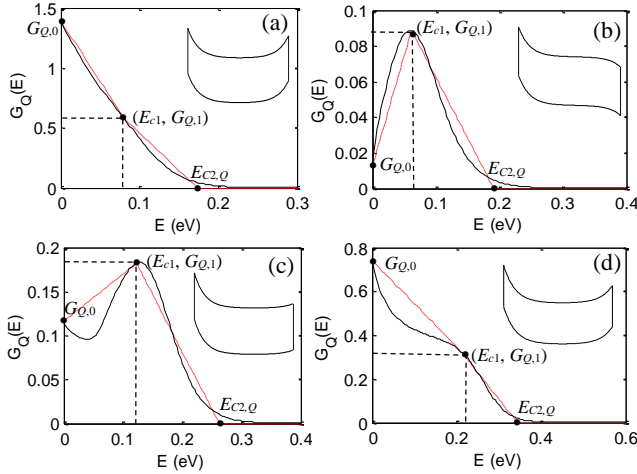 (a)
G_Q(E)
1.5
1
0.5
0
G_{Q,0}
(E_{c1}, G_{Q,1})
E_{C2,Q}
0 0.1 0.2 0.3
E (eV)
(b)
G_Q(E)
0.1
0.08
0.06
0.04
0.02
0
(E_{c1}, G_{Q,1})
G_{Q,0}
E_{C2,Q}
0 0.1 0.2 0.3 0.4
E (eV)
(c)
G_Q(E)
0.2
0.15
0.1
0.05
0
(E_{c1}, G_{Q,1})
G_{Q,0}
E_{C2,Q}
0 0.1 0.2 0.3 0.4
E (eV)
(d)
G_Q(E)
0.8
0.6
0.4
0.2
0
G_{Q,0}
(E_{c1}, G_{Q,1})
E_{C2,Q}
0 0.2 0.4 0.6
E (eV)